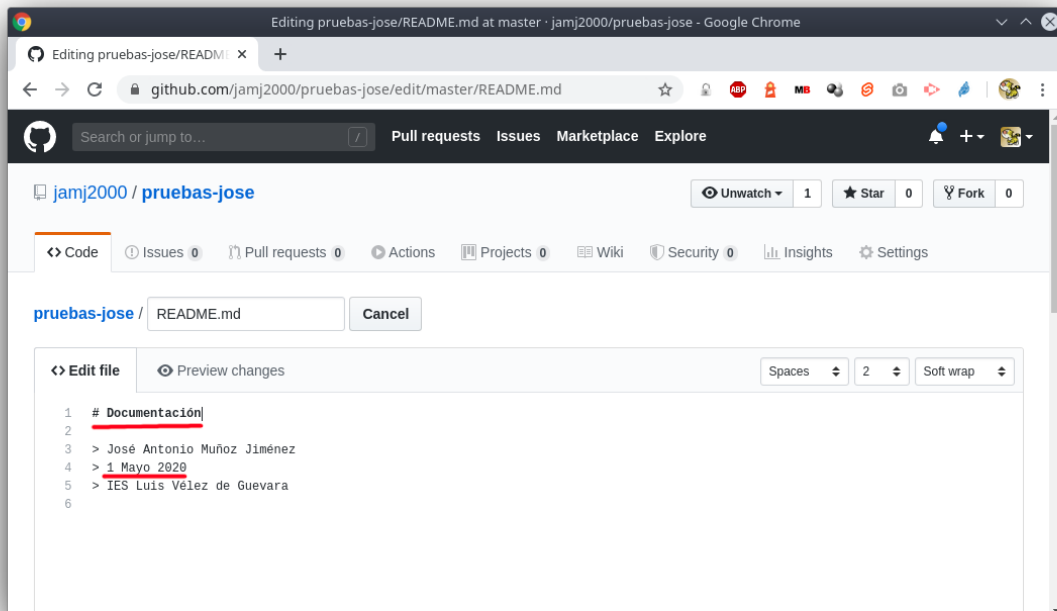 Editing pruebas-jose/README.md at master · jamj2000/pruebas-jose - Google Chrome
Editing pruebas-jose/READM
github.com/jamj2000/pruebas-jose/edit/master/README.md
ABP
MB
Search or jump to… /
Pull requests Issues Marketplace Explore
jamj2000 / pruebas-jose
Unwatch 1 Star 0 Fork 0
<> Code Issues 0 Pull requests 0 Actions Projects 0 Wiki Security 0 Insights Settings
pruebas-jose / README.md Cancel
<> Edit file Preview changes Spaces 2 Soft wrap
1 # Documentación
2
3 > José Antonio Muñoz Jiménez
4 > 1 Mayo 2020
5 > IES Luis Vélez de Guevara
6